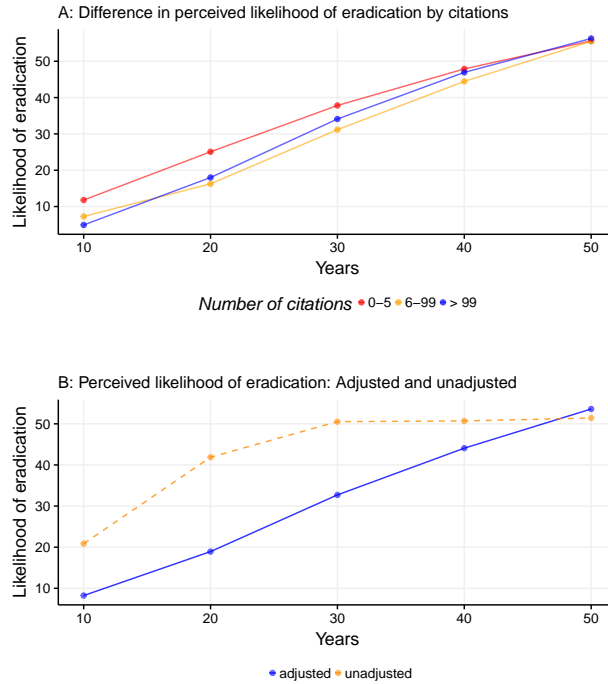 A: Difference in perceived likelihood of eradication by citations
Likelihood of eradication
50
40
30
20
10
10 20 30 40 50
Years
Number of citations 0–5 6–99 > 99
B: Perceived likelihood of eradication: Adjusted and unadjusted
Likelihood of eradication
50
40
30
20
10
10 20 30 40 50
Years
adjusted unadjusted